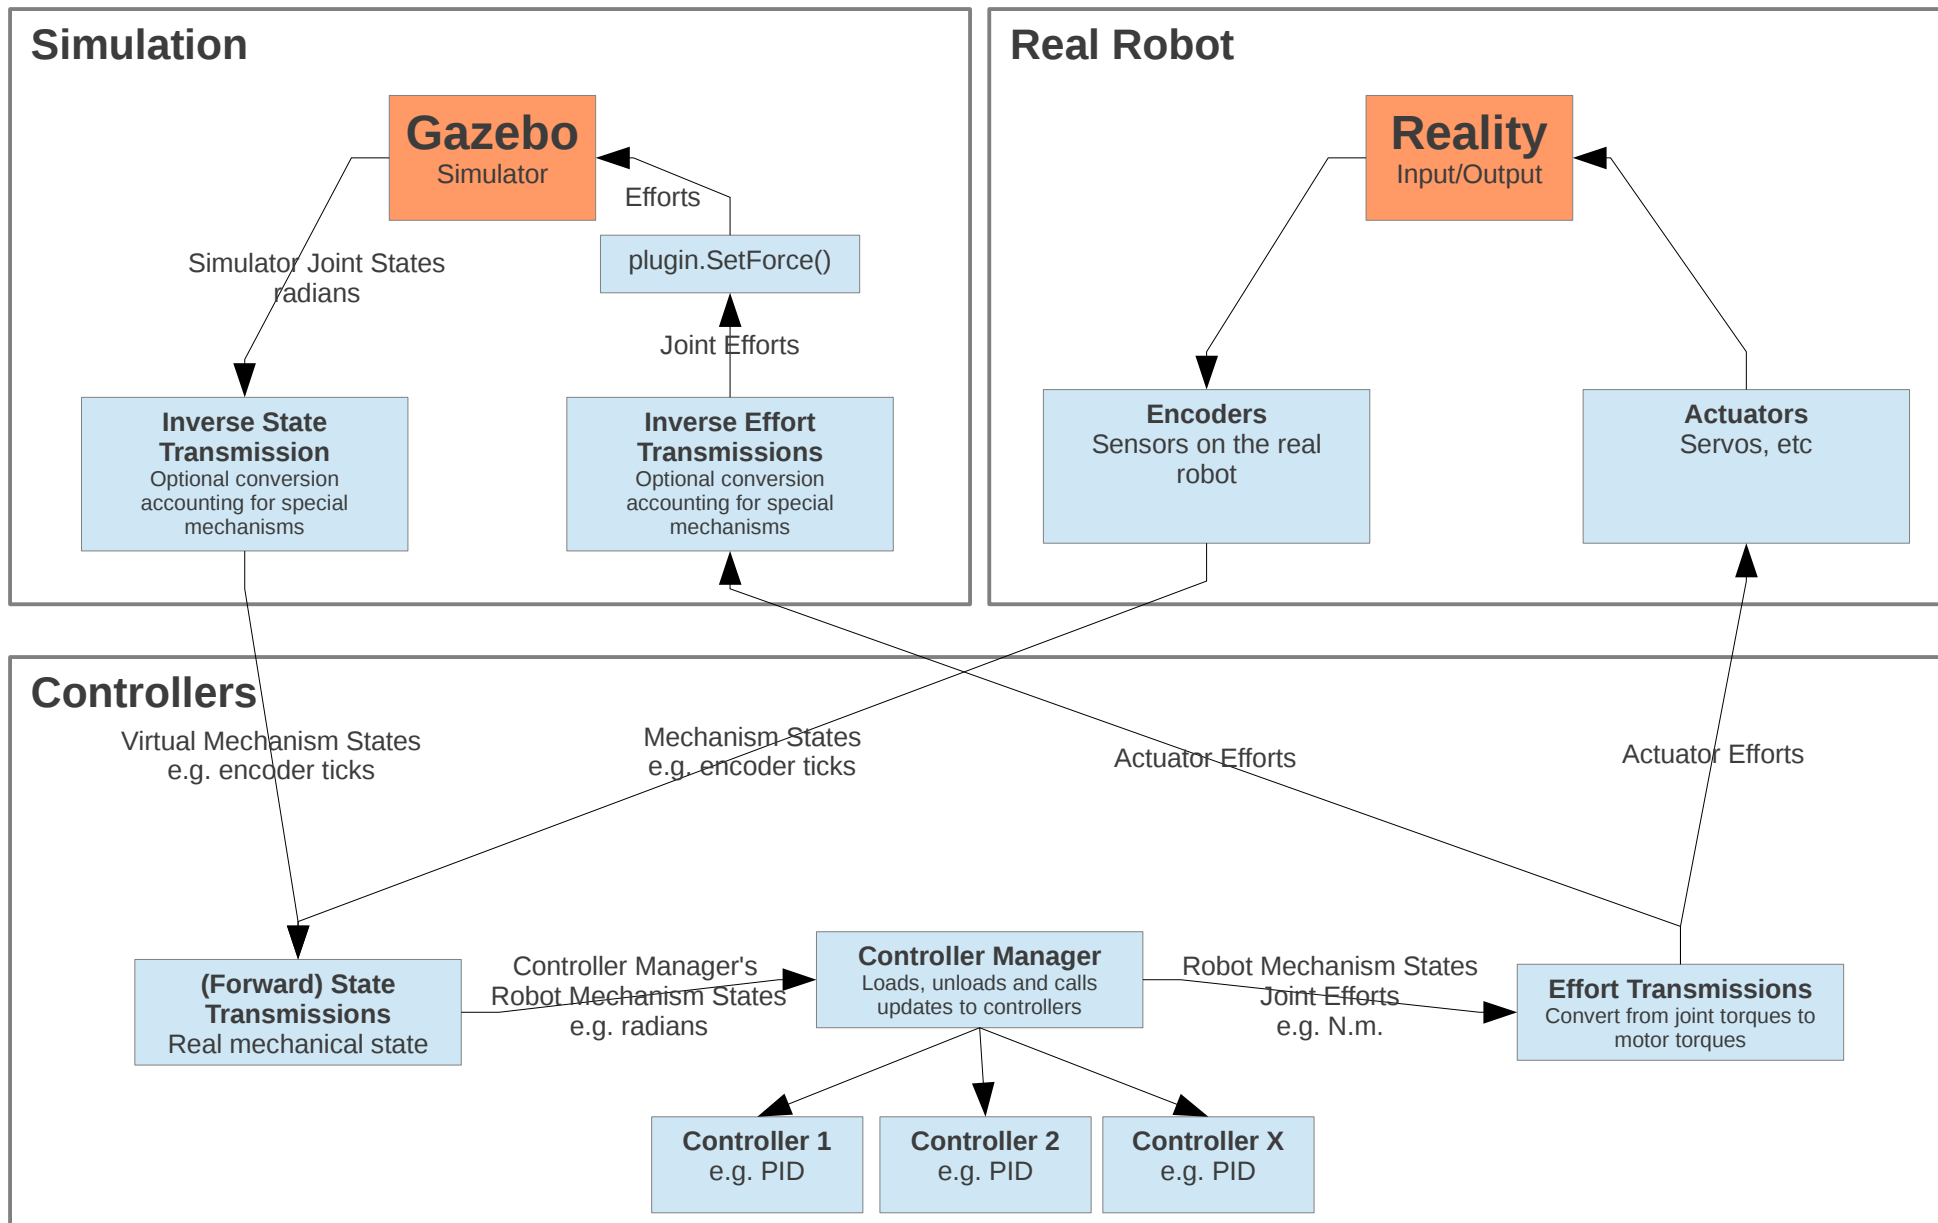 Simulation
Gazebo
Simulator
Efforts
plugin.SetForce()
Simulator Joint States
radians
Joint Efforts
Inverse State
Transmission
Optional conversion
accounting for special
mechanisms
Inverse Effort
Transmissions
Optional conversion
accounting for special
mechanisms
Real Robot
Reality
Input/Output
Encoders
Sensors on the real
robot
Actuators
Servos, etc
Controllers
Virtual Mechanism States
e.g. encoder ticks
Mechanism States
e.g. encoder ticks
Actuator Efforts
Actuator Efforts
(Forward) State
Transmissions
Real mechanical state
Controller Manager's
Robot Mechanism States
e.g. radians
Controller Manager
Loads, unloads and calls
updates to controllers
Robot Mechanism States
Joint Efforts
e.g. N.m.
Effort Transmissions
Convert from joint torques to
motor torques
Controller 1
e.g. PID
Controller 2
e.g. PID
Controller X
e.g. PID